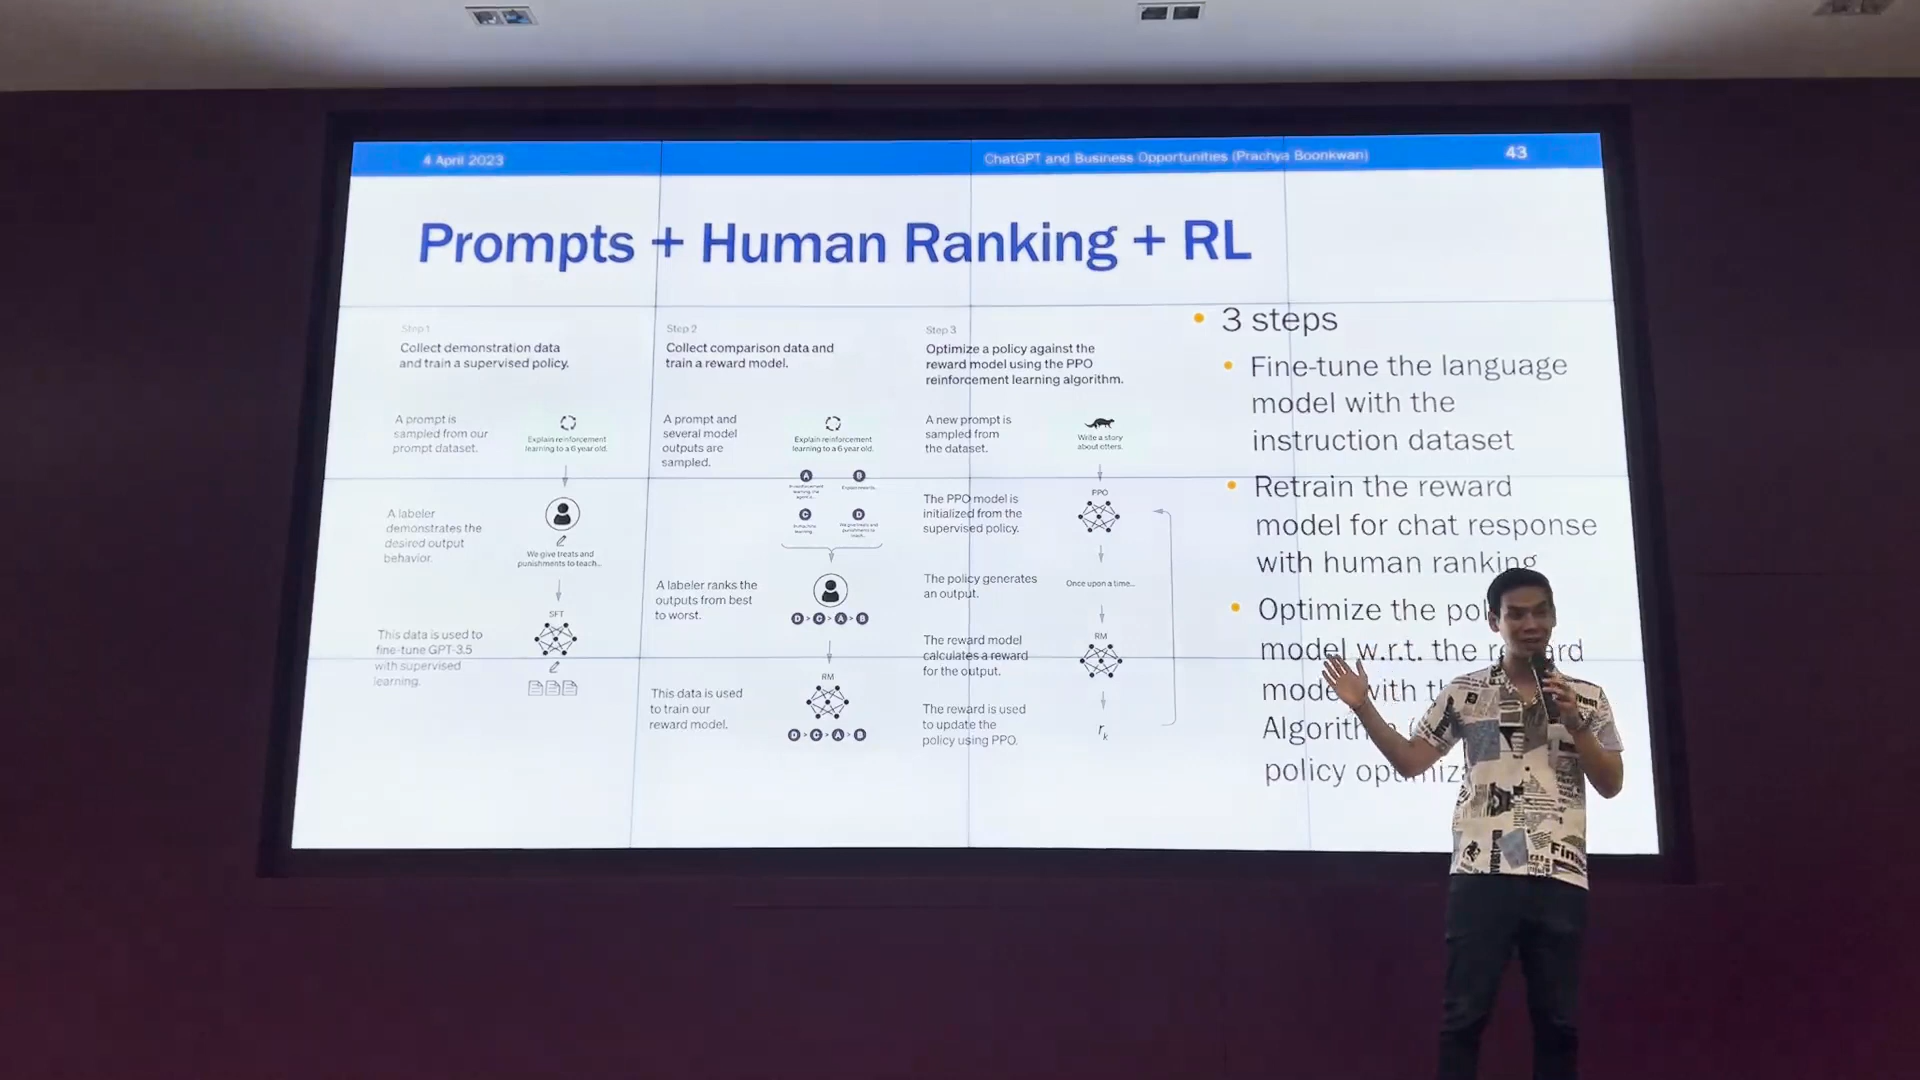 4 April 2023
ChatGPT and Business Opportunities (Prachya Boonkwan)
43
Prompts + Human Ranking + RL
Step 1
Collect demonstration data
and train a supervised policy.
A prompt is
sampled from our
prompt dataset.
Explain reinforcement
learning to a 6 year old.
A labeler
demonstrates the
desired output
behavior.
We give treats and
punishments to teach...
SFT
This data is used to
fine-tune GPT-3.5
with supervised
learning.
Step 2
Collect comparison data and
train a reward model.
A prompt and
several model
outputs are
sampled.
Explain reinforcement
learning to a 6 year old.
A
B
C
D
A labeler ranks the
outputs from best
to worst.
D > C > A > B
RM
This data is used
to train our
reward model.
D > C > A > B
Step 3
Optimize a policy against the
reward model using the PPO
reinforcement learning algorithm.
A new prompt is
sampled from
the dataset.
Write a story
about otters.
PPO
The PPO model is
initialized from the
supervised policy.
The policy generates
an output.
Once upon a time...
The reward model
calculates a reward
for the output.
RM
The reward is used
to update the
policy using PPO.
rk
3 steps
Fine-tune the language
model with the
instruction dataset
Retrain the reward
model for chat response
with human ranking
Optimize the
model w.r.t. the
with
policy